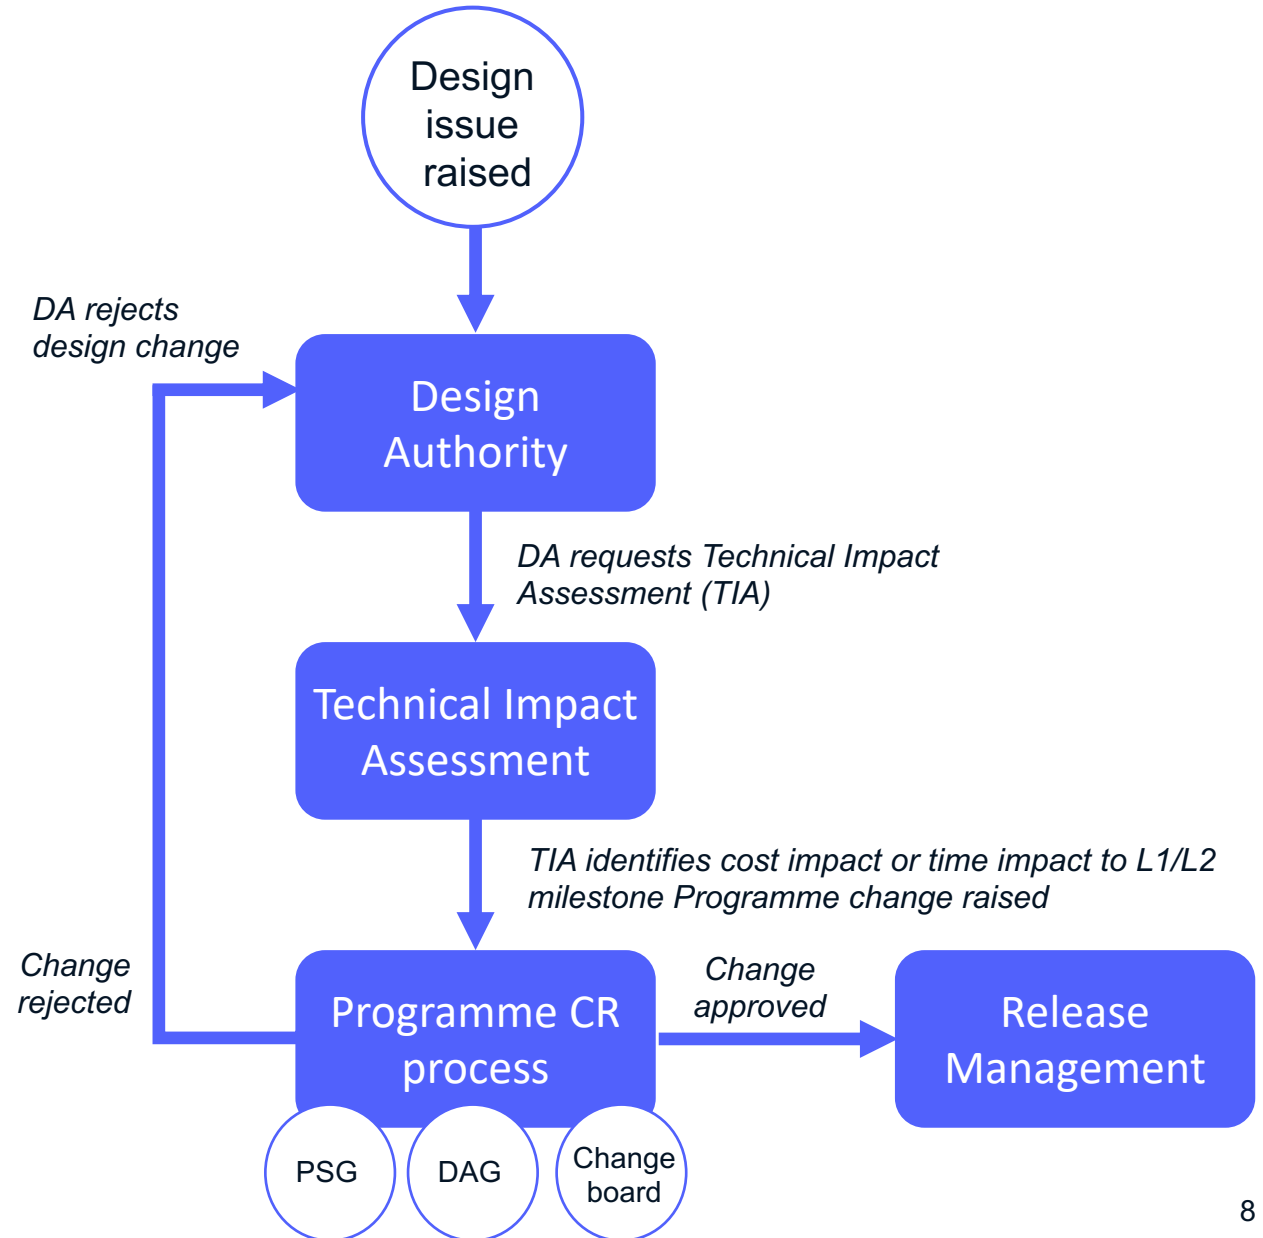 Design
issue
raised
DA rejects
design change
Design
Authority
DA requests Technical Impact
Assessment (TIA)
Technical Impact
Assessment
TIA identifies cost impact or time impact to L1/L2
milestone Programme change raised
Change
rejected
Programme CR
process
Change
approved
Release
Management
PSG
DAG
Change
board
8